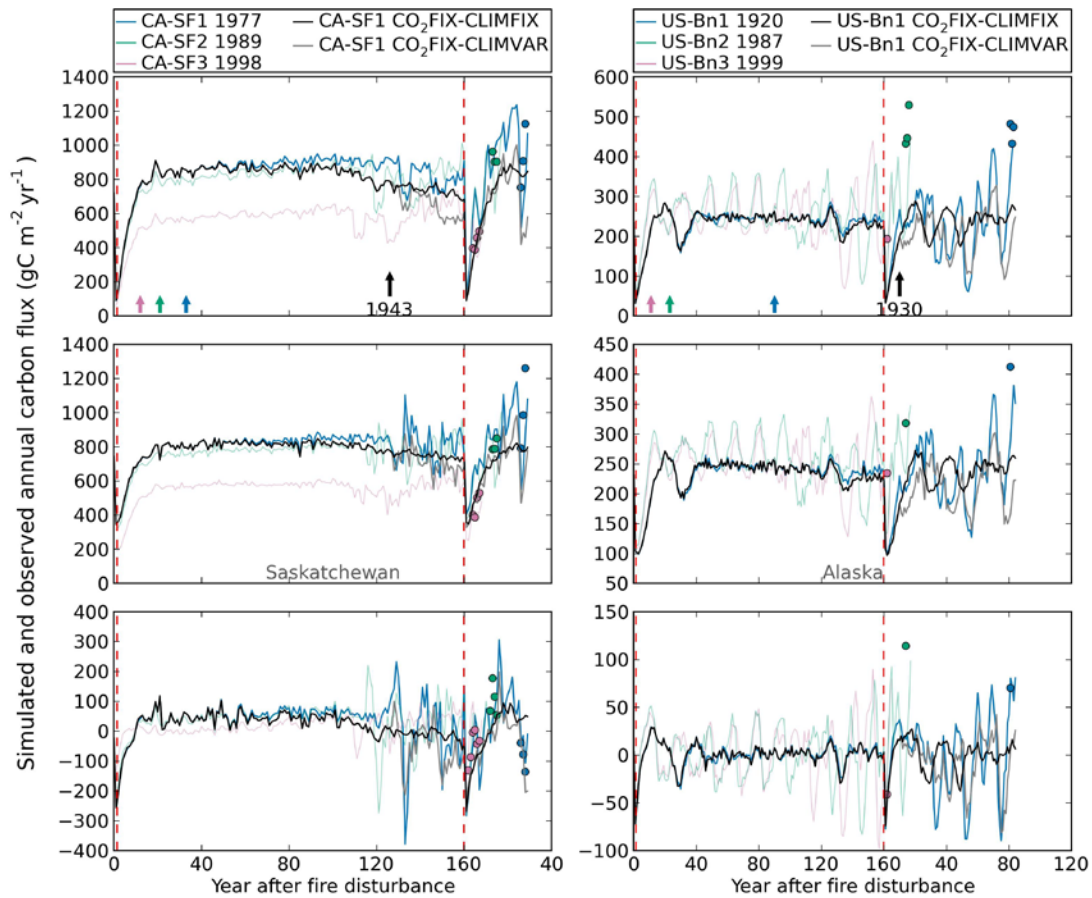 CA-SF1 1977
CA-SF2 1989
CA-SF3 1998
CA-SF1 CO₂FIX-CLIMFIX
CA-SF1 CO₂FIX-CLIMVAR
US-Bn1 1920
US-Bn2 1987
US-Bn3 1999
US-Bn1 CO₂FIX-CLIMFIX
US-Bn1 CO₂FIX-CLIMVAR
Simulated and observed annual carbon flux (gC m⁻² yr⁻¹)
1400
1200
1000
800
600
400
200
0
1943
600
500
400
300
200
100
0
1930
1400
1200
1000
800
600
400
200
0
Saskatchewan
450
400
350
300
250
200
150
100
50
Alaska
400
300
200
100
0
−100
−200
−300
−400
0 40 80 120 160 40
Year after fire disturbance
150
100
50
0
−50
−100
0 40 80 120 160 40 80 120
Year after fire disturbance